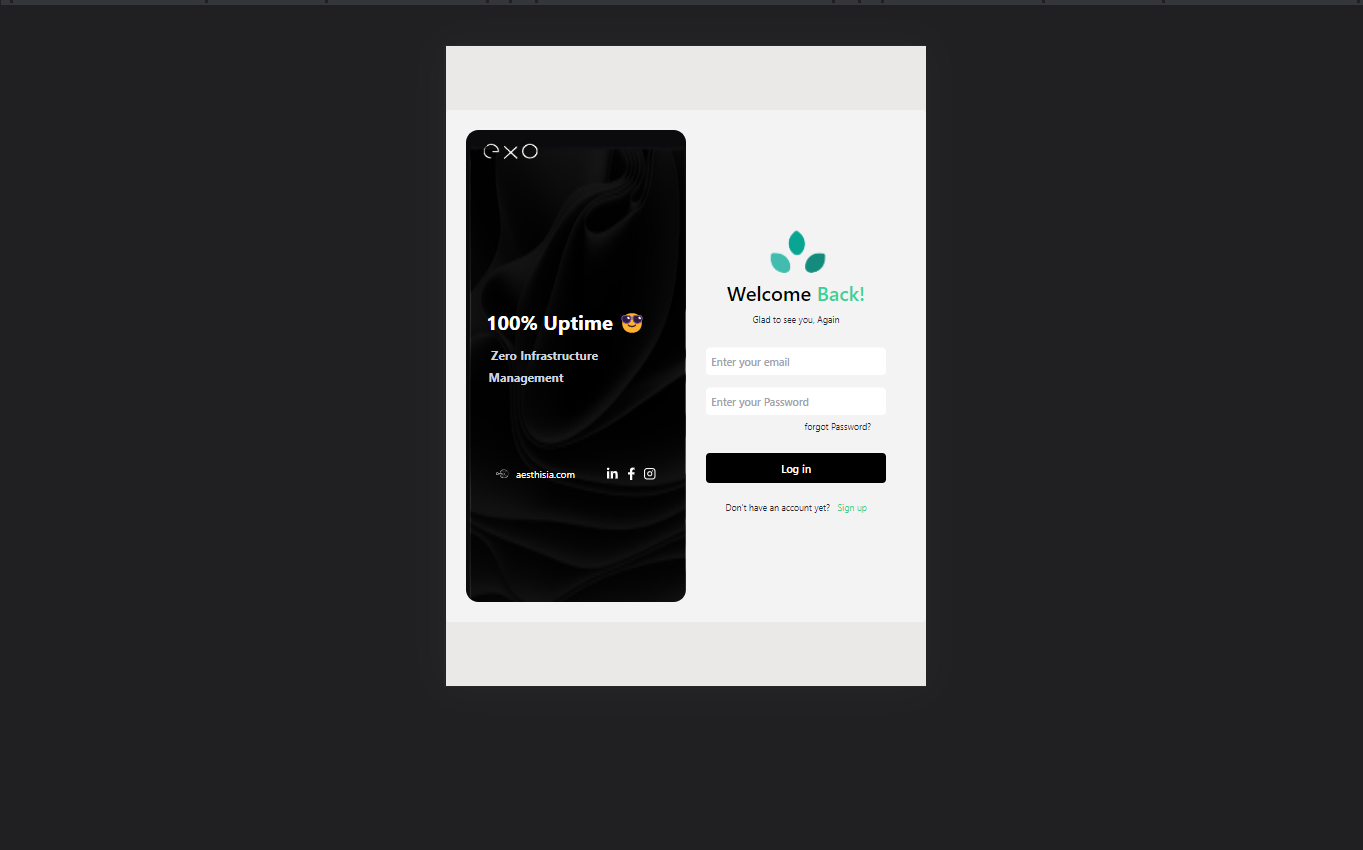 exo
100% Uptime 😎
Zero Infrastructure
Management
aesthisia.com
Welcome Back!
Glad to see you, Again
Enter your email
Enter your Password
forgot Password?
Log in
Don't have an account yet? Sign up